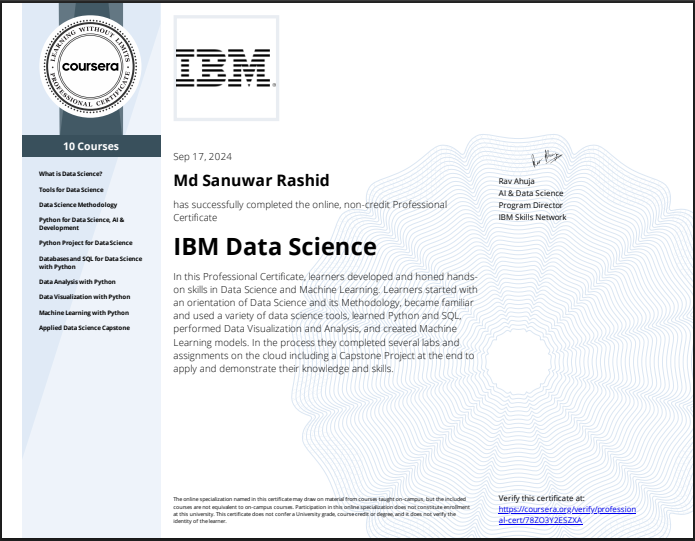 LEARNING WITHOUT LIMITS
coursera
PROFESSIONAL CERTIFICATE
IBM
10 Courses
What is Data Science?
Tools for Data Science
Data Science Methodology
Python for Data Science, AI &
Development
Python Project for Data Science
Databases and SQL for Data Science
with Python
Data Analysis with Python
Data Visualization with Python
Machine Learning with Python
Applied Data Science Capstone
Sep 17, 2024
Md Sanuwar Rashid
has successfully completed the online, non-credit Professional
Certificate
IBM Data Science
In this Professional Certificate, learners developed and honed hands-
on skills in Data Science and Machine Learning. Learners started with
an orientation of Data Science and its Methodology, became familiar
and used a variety of data science tools, learned Python and SQL,
performed Data Visualization and Analysis, and created Machine
Learning models. In the process they completed several labs and
assignments on the cloud including a Capstone Project at the end to
apply and demonstrate their knowledge and skills.
Rav Ahuja
Rav Ahuja
AI & Data Science
Program Director
IBM Skills Network
The online specialization named in this certificate may draw on material from courses taught on-campus, but the included
courses are not equivalent to on-campus courses. Participation in this online specialization does not constitute enrollment
at this university. This certificate does not confer a University grade, course credit or degree, and it does not verify the
identity of the learner.
Verify this certificate at:
https://coursera.org/verify/profession
al-cert/78ZO3Y2ESZXA